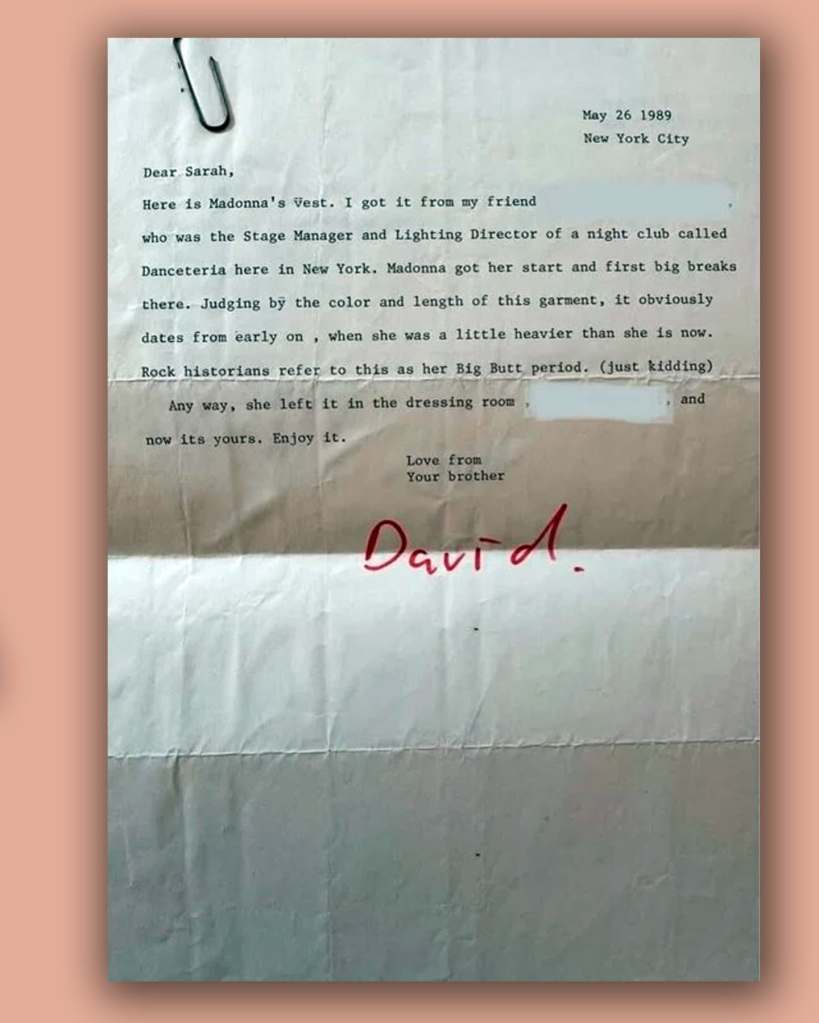 May 26 1989
New York City
Dear Sarah,
Here is Madonna's vest. I got it from my friend ,
who was the Stage Manager and Lighting Director of a night club called
Danceteria here in New York. Madonna got her start and first big breaks
there. Judging by the color and length of this garment, it obviously
dates from early on , when she was a little heavier than she is now.
Rock historians refer to this as her Big Butt period. (just kidding)
Any way, she left it in the dressing room , , and
now its yours. Enjoy it.
Love from
Your brother
David.